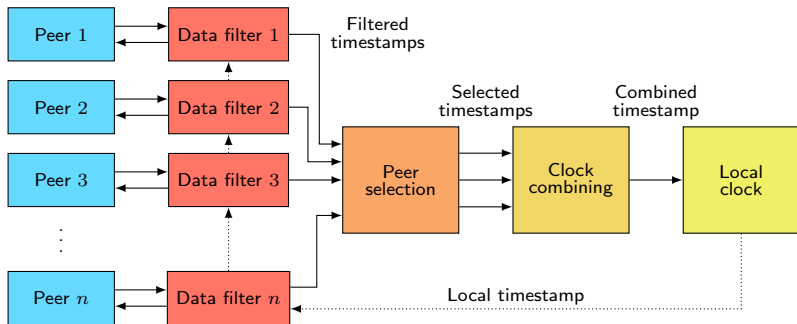 Peer 1
Data filter 1
Filtered
timestamps
Peer 2
Data filter 2
Selected
timestamps
Combined
timestamp
Peer 3
Data filter 3
Peer
selection
Clock
combining
Local
clock
Peer n
Data filter n
Local timestamp